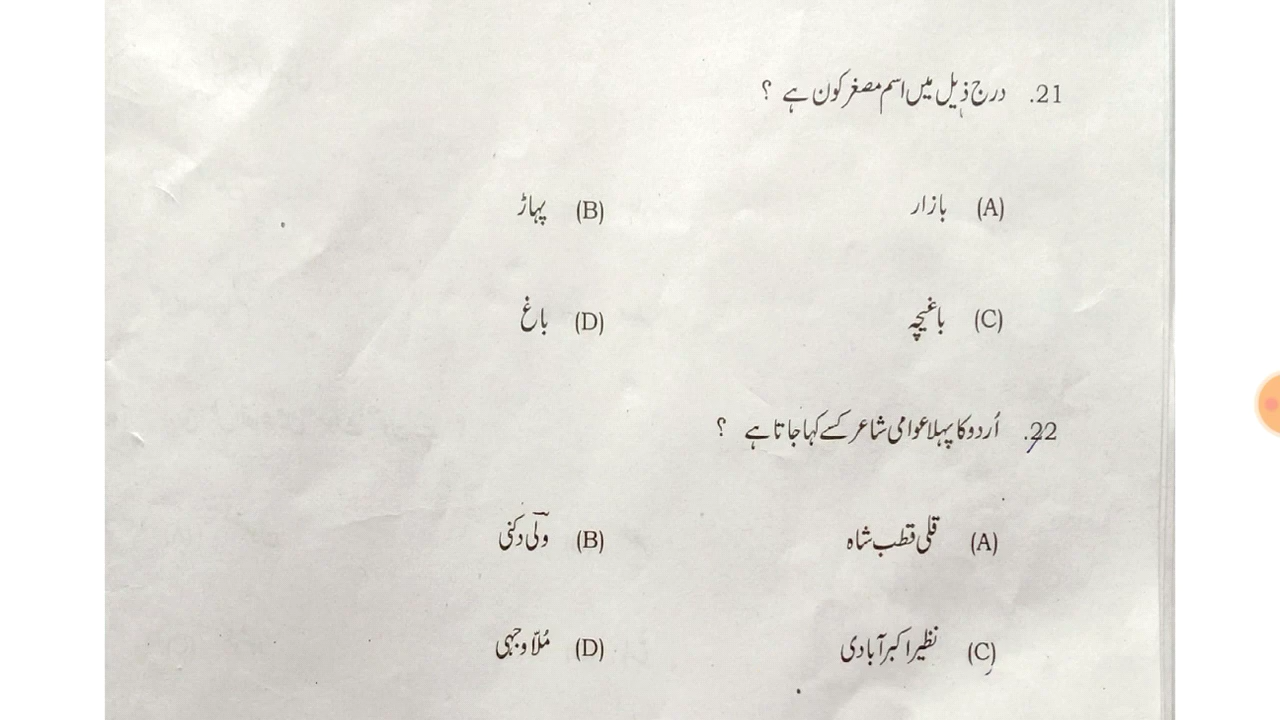 21. درج ذیل میں اسم مصغر کون ہے ؟
(A) بازار (B) پہاڑ
(C) باغیچہ (D) باغ
22. اُردو کا پہلا عوامی شاعر کسے کہا جاتا ہے ؟
(A) قلی قطب شاہ (B) ولیؔ دکنی
(C) نظیر اکبر آبادی (D) مُلّا وجہی